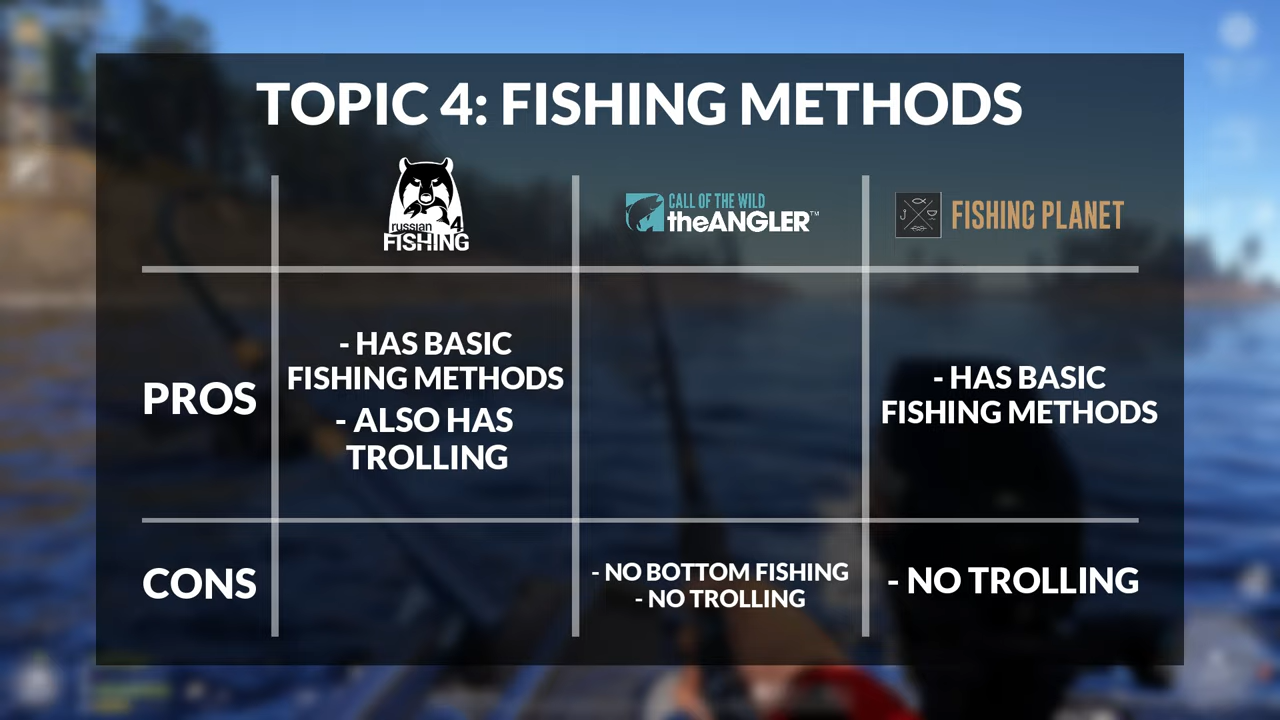 TOPIC 4: FISHING METHODS
russian 4
FISHING
CALL OF THE WILD
theANGLER™
FISHING PLANET
PROS
- HAS BASIC
FISHING METHODS
- ALSO HAS
TROLLING
- HAS BASIC
FISHING METHODS
CONS
- NO BOTTOM FISHING
- NO TROLLING
- NO TROLLING